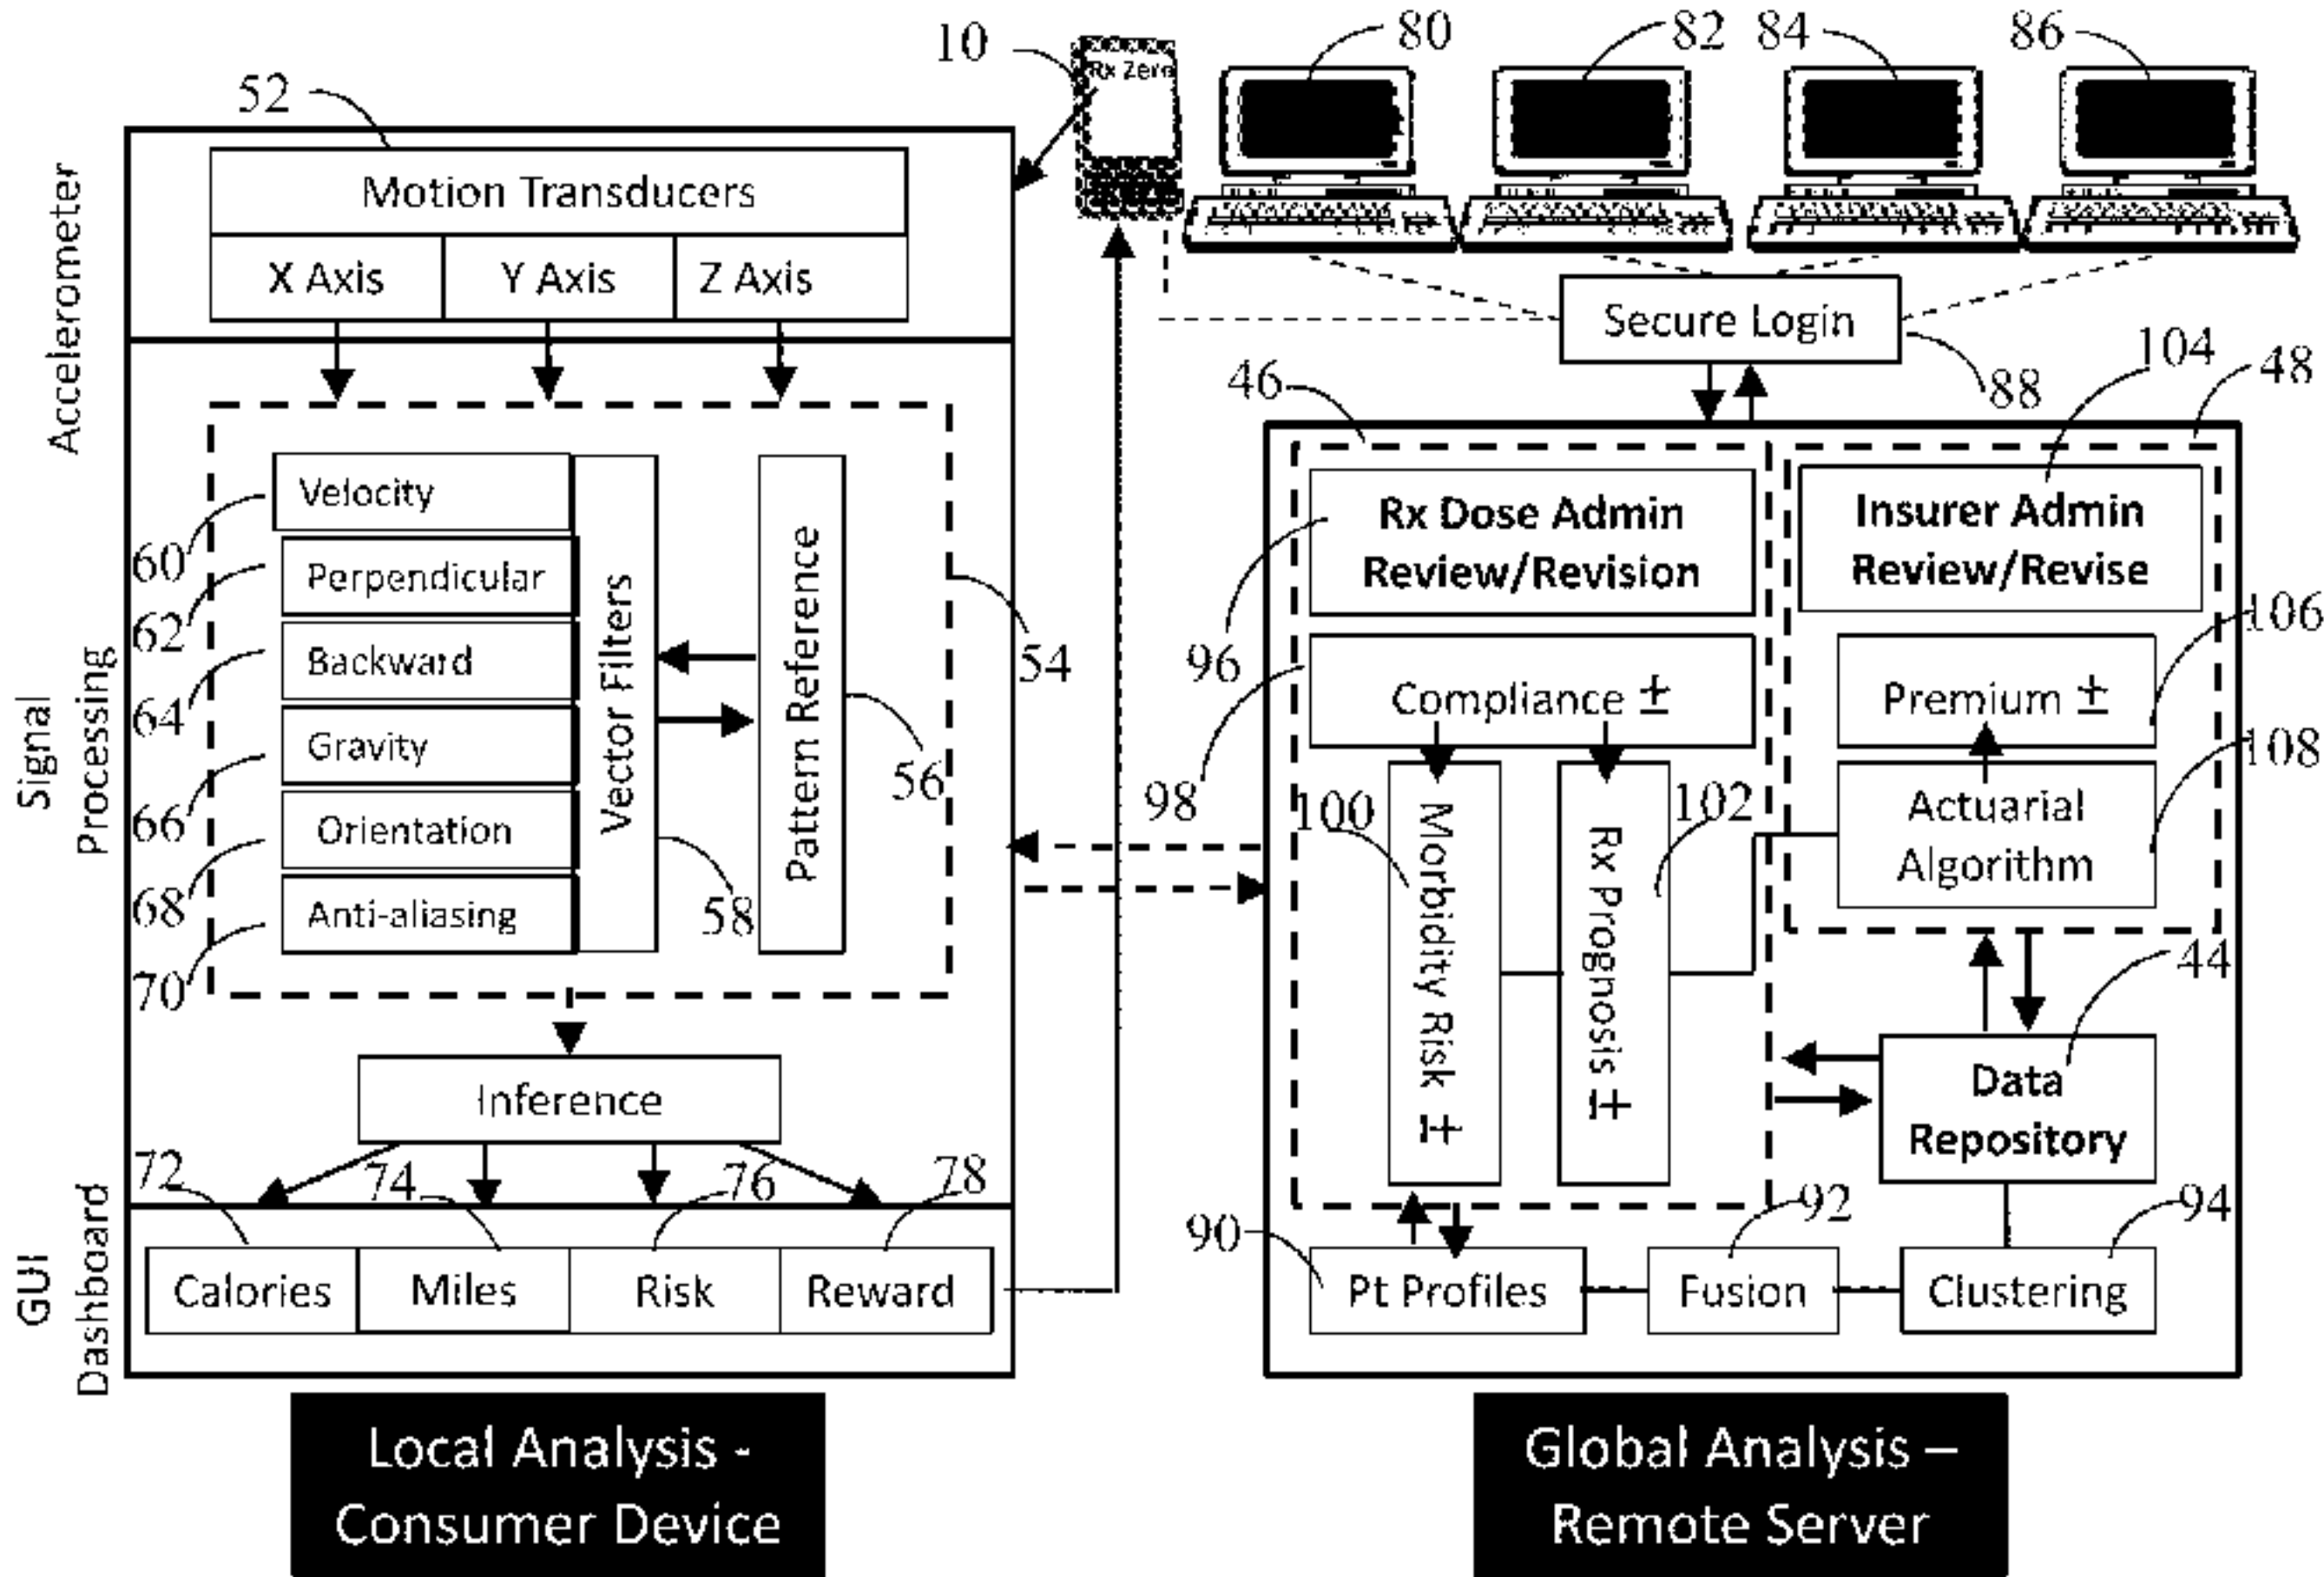 10
Rx Zero
80
82
84
86
52
Motion Transducers
X Axis
Y Axis
Z Axis
Accelerometer
Secure Login
88
46
104
48
Velocity
Perpendicular
Backward
Gravity
Orientation
Anti-aliasing
60
62
64
66
68
70
Vector Filters
58
Pattern Reference
56
54
Signal
Processing
Inference
72
74
76
78
Calories
Miles
Risk
Reward
GUI
Dashboard
Rx Dose Admin
Review/Revision
96
Compliance ±
98
100
Morbidity Risk ±
102
Rx Prognosis ±
Insurer Admin
Review/Revise
106
Premium ±
108
Actuarial
Algorithm
44
Data
Repository
90
92
94
Pt Profiles
Fusion
Clustering
Local Analysis -
Consumer Device
Global Analysis –
Remote Server